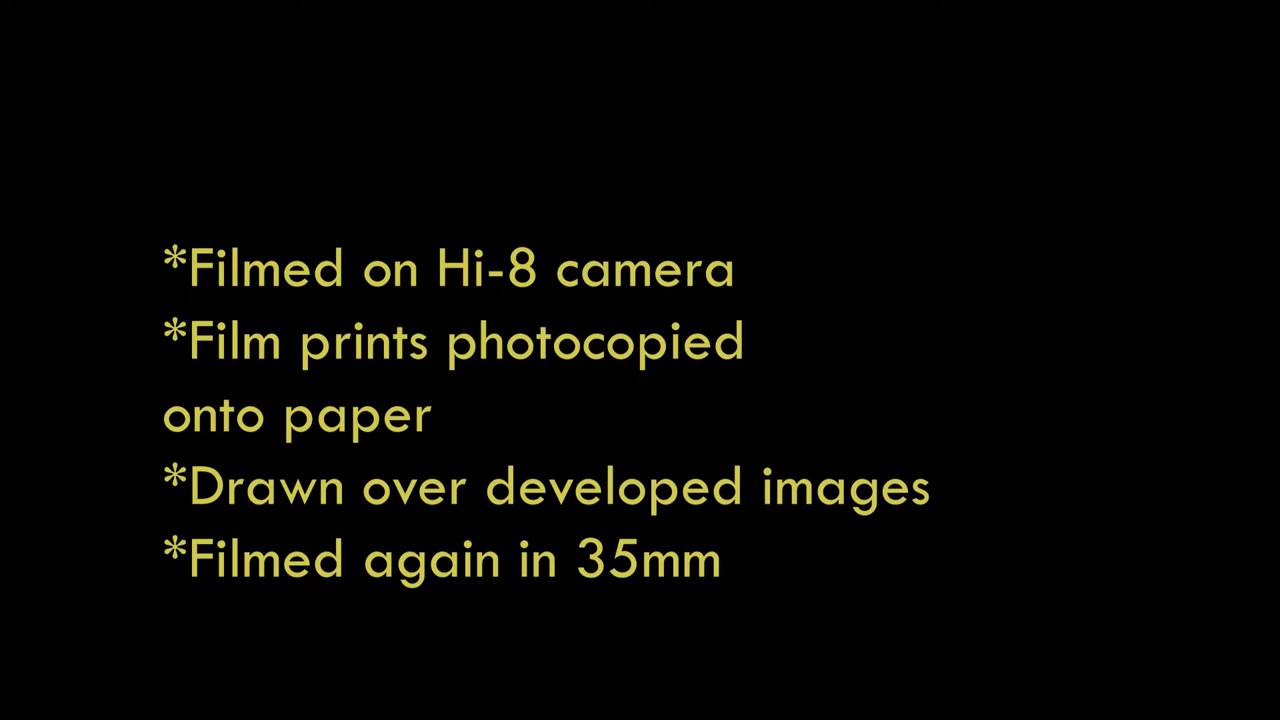 *Filmed on Hi-8 camera
*Film prints photocopied
onto paper
*Drawn over developed images
*Filmed again in 35mm